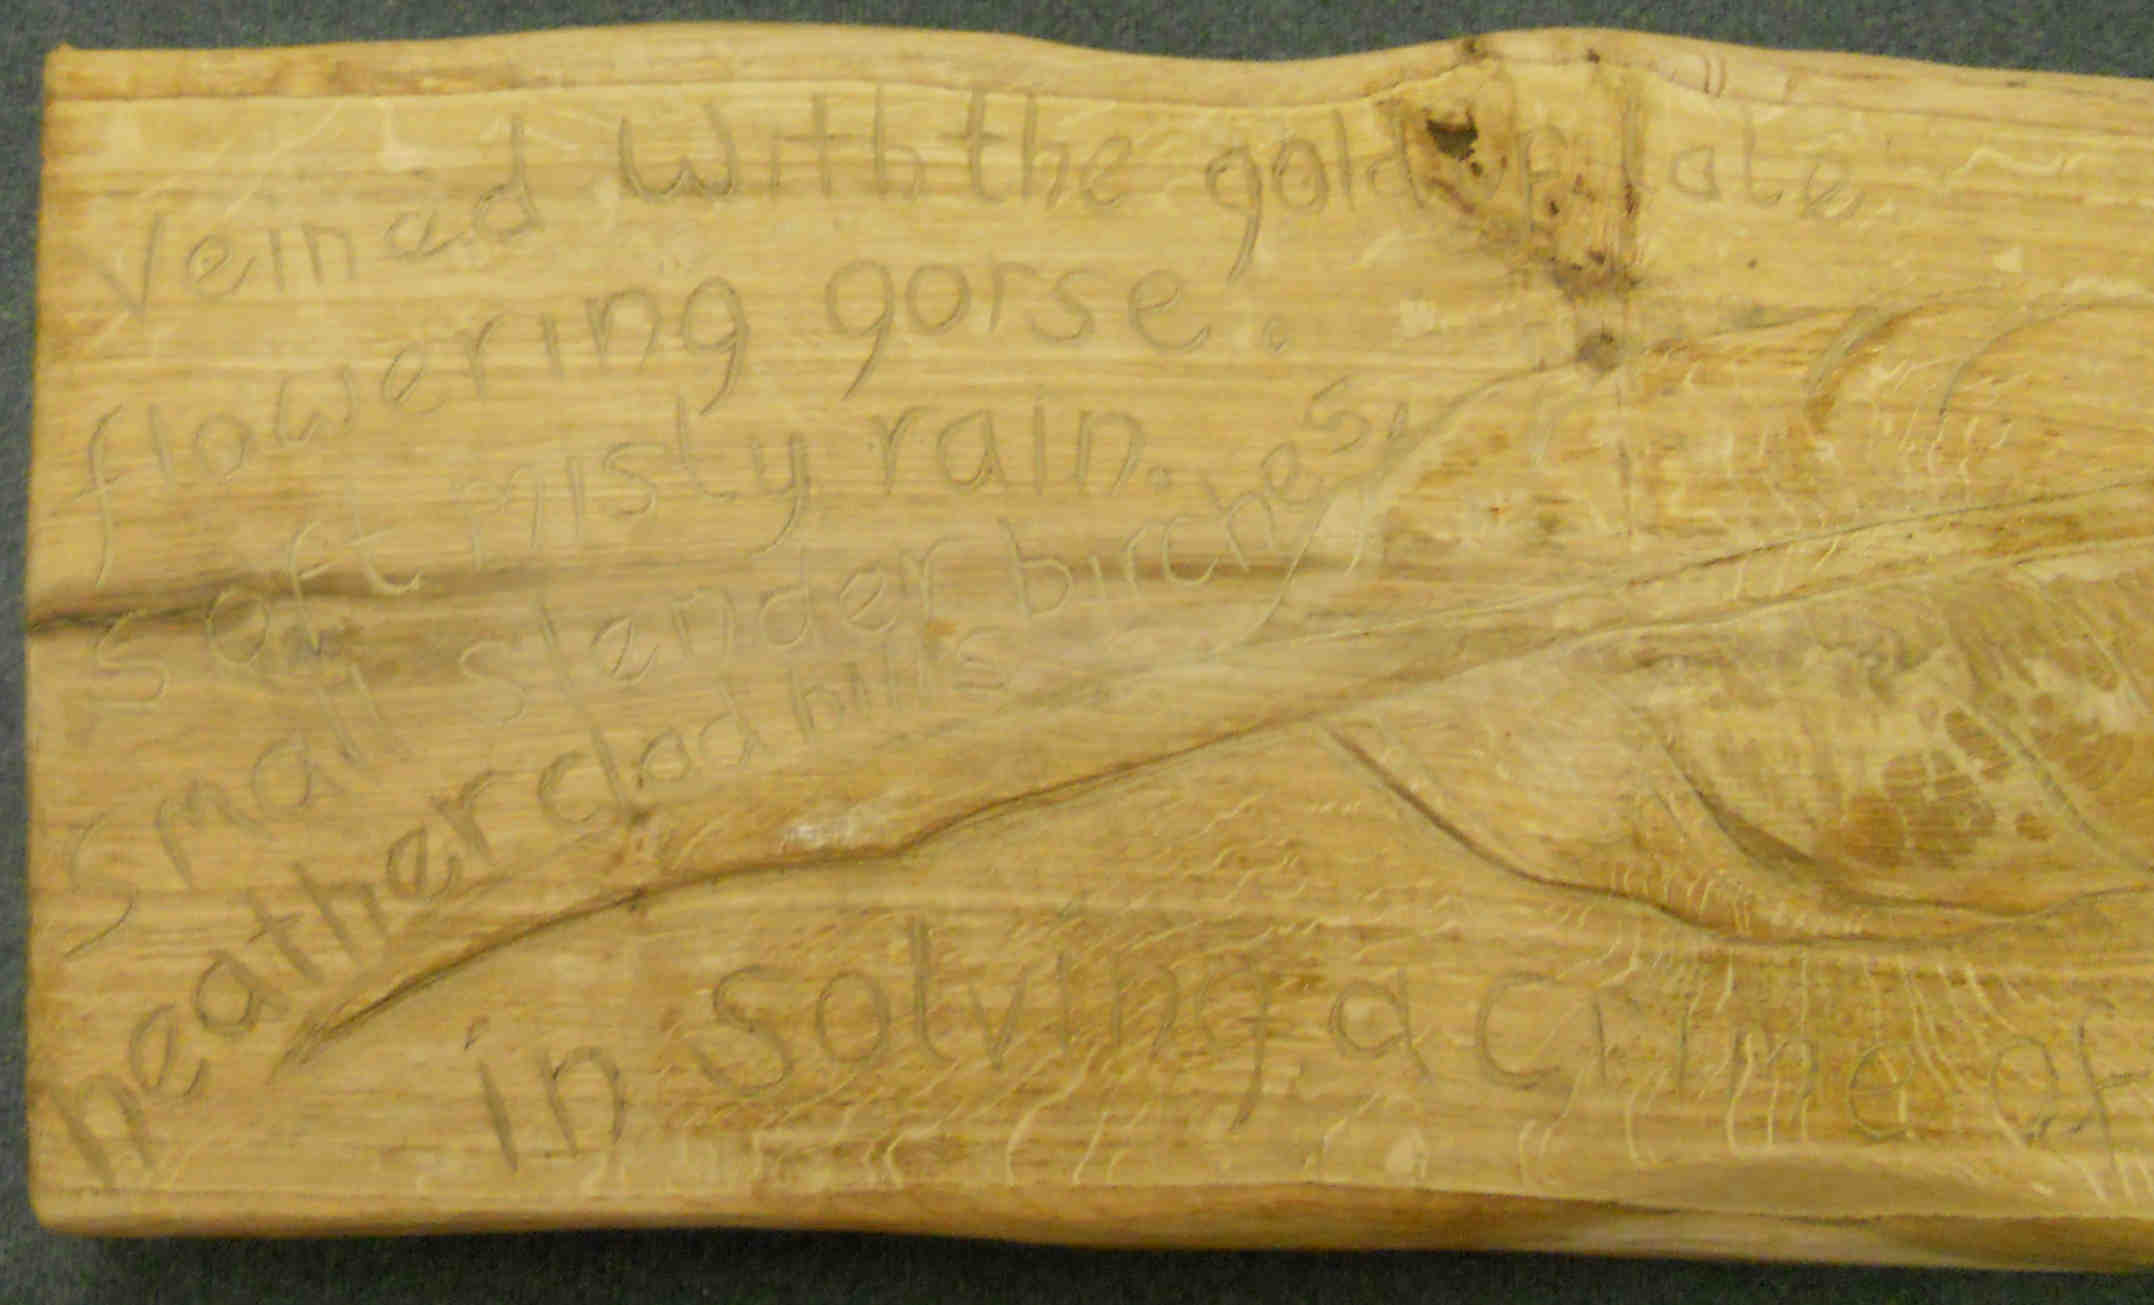 Veined with the gold of late
flowering gorse.
soft misty rain.
small slender birches,
heather clad hills
in solving a crime of